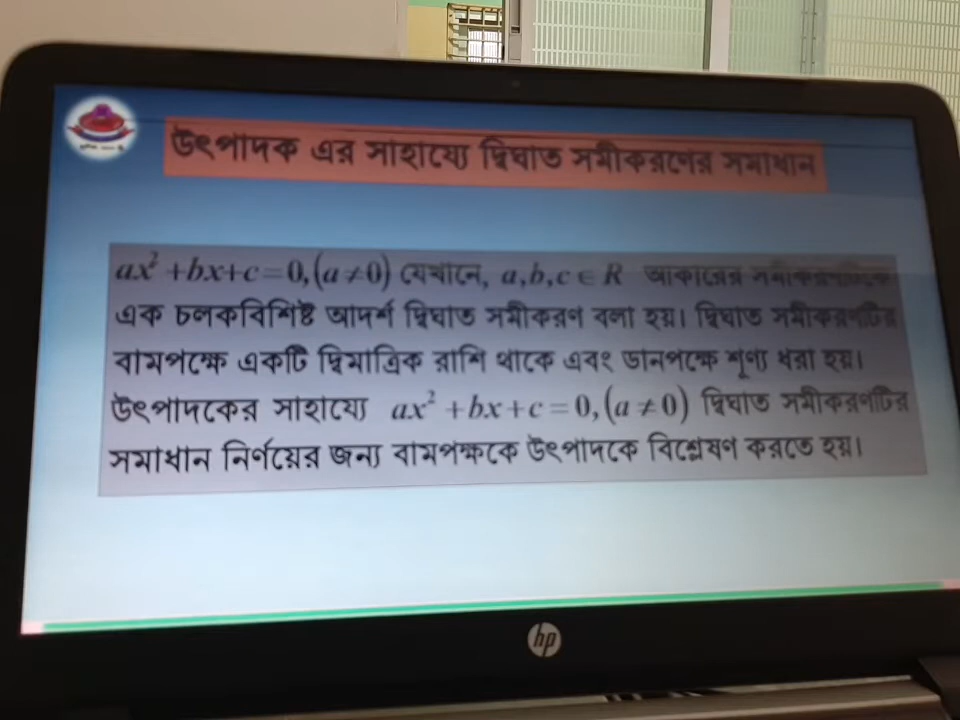 উৎপাদক এর সাহায্যে দ্বিঘাত সমীকরণের সমাধান
ax² +bx+c=0,(a≠0) যেখানে, a,b,c∈R আকারের সমীকরণটিকে
এক চলকবিশিষ্ট আদর্শ দ্বিঘাত সমীকরণ বলা হয়। দ্বিঘাত সমীকরণটির
বামপক্ষে একটি দ্বিমাত্রিক রাশি থাকে এবং ডানপক্ষে শূণ্য ধরা হয়।
উৎপাদকের সাহায্যে ax² +bx+c=0,(a≠0) দ্বিঘাত সমীকরণটির
সমাধান নির্ণয়ের জন্য বামপক্ষকে উৎপাদকে বিশ্লেষণ করতে হয়।
hp